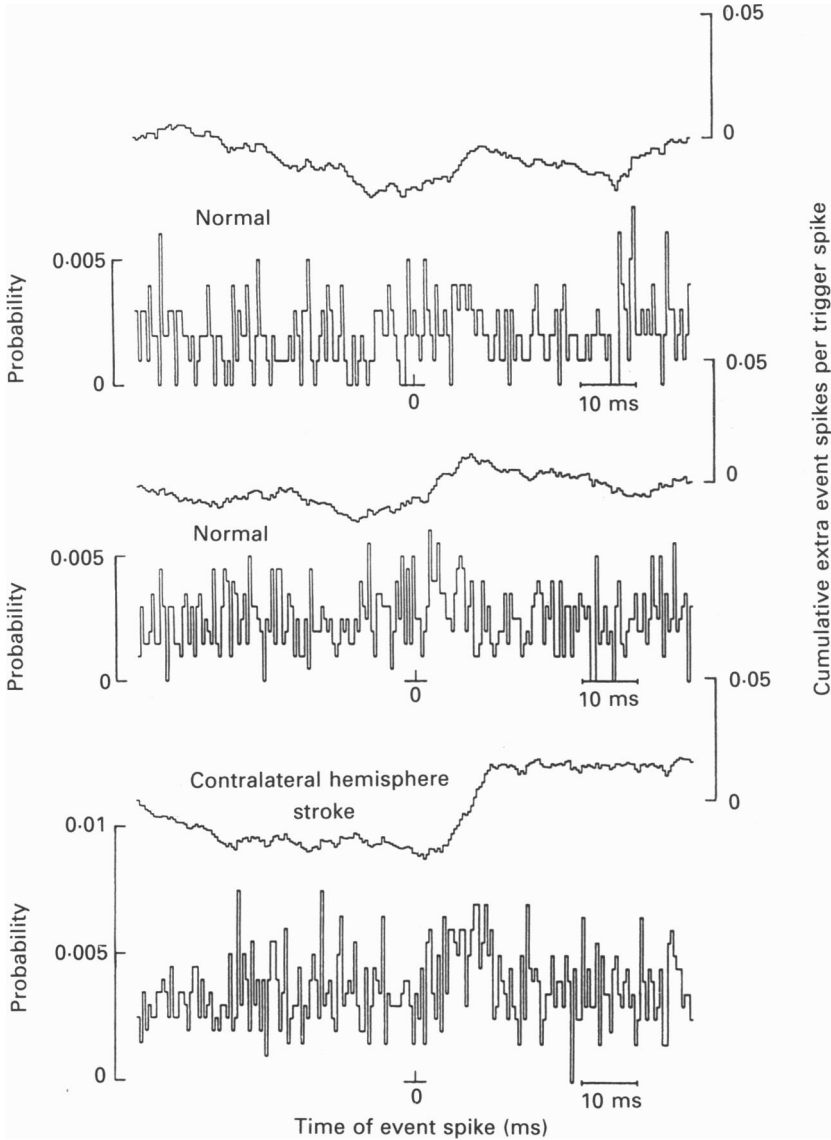 0·05
0
Normal
0·005
Probability
0
0
10 ms
0·05
0
Cumulative extra event spikes per trigger spike
Normal
0·005
Probability
0
0
10 ms
0·05
0
Contralateral hemisphere
stroke
0·01
0·005
Probability
0
0
10 ms
Time of event spike (ms)